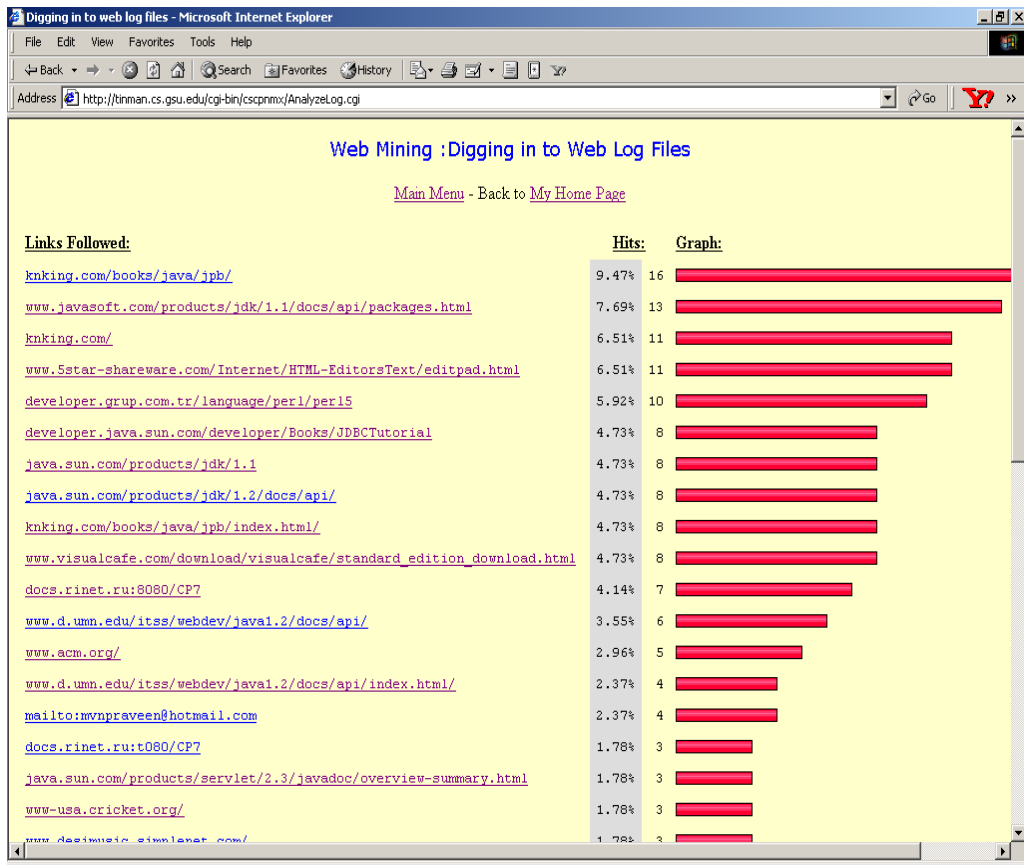 Digging in to web log files - Microsoft Internet Explorer
File Edit View Favorites Tools Help
Back Search Favorites History
Address http://tinman.cs.gsu.edu/cgi-bin/cscpnmx/AnalyzeLog.cgi Go Y! »
Web Mining :Digging in to Web Log Files
Main Menu - Back to My Home Page
Links Followed: Hits: Graph:
knking.com/books/java/jpb/ 9.47% 16
www.javasoft.com/products/jdk/1.1/docs/api/packages.html 7.69% 13
knking.com/ 6.51% 11
www.5star-shareware.com/Internet/HTML-EditorsText/editpad.html 6.51% 11
developer.grup.com.tr/language/perl/perl5 5.92% 10
developer.java.sun.com/developer/Books/JDBCTutorial 4.73% 8
java.sun.com/products/jdk/1.1 4.73% 8
java.sun.com/products/jdk/1.2/docs/api/ 4.73% 8
knking.com/books/java/jpb/index.html/ 4.73% 8
www.visualcafe.com/download/visualcafe/standard_edition_download.html 4.73% 8
docs.rinet.ru:8080/CP7 4.14% 7
www.d.umn.edu/itss/webdev/java1.2/docs/api/ 3.55% 6
www.acm.org/ 2.96% 5
www.d.umn.edu/itss/webdev/java1.2/docs/api/index.html/ 2.37% 4
mailto:mvnpraveen@hotmail.com 2.37% 4
docs.rinet.ru:t080/CP7 1.78% 3
java.sun.com/products/servlet/2.3/javadoc/overview-summary.html 1.78% 3
www-usa.cricket.org/ 1.78% 3
www.desimusic.simplenet.com/ 1.78% 3